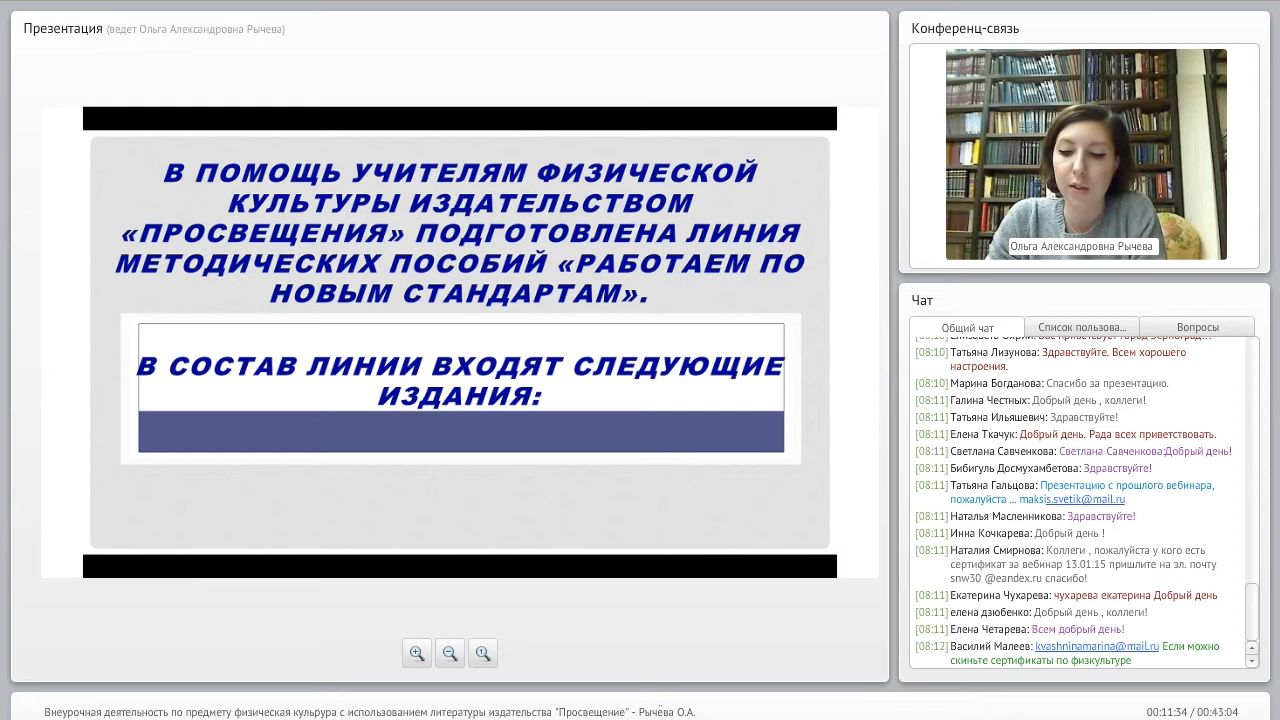 Презентация (ведет Ольга Александровна Рычева)
В ПОМОЩЬ УЧИТЕЛЯМ ФИЗИЧЕСКОЙ
КУЛЬТУРЫ ИЗДАТЕЛЬСТВОМ
«ПРОСВЕЩЕНИЯ» ПОДГОТОВЛЕНА ЛИНИЯ
МЕТОДИЧЕСКИХ ПОСОБИЙ «РАБОТАЕМ ПО
НОВЫМ СТАНДАРТАМ».
В СОСТАВ ЛИНИИ ВХОДЯТ СЛЕДУЮЩИЕ
ИЗДАНИЯ:
Конференц-связь
Ольга Александровна Рычева
Чат
Общий чат
Список пользова...
Вопросы
[08:10] Татьяна Лизунова: Здравствуйте. Всем хорошего
настроения.
[08:10] Марина Богданова: Спасибо за презентацию.
[08:11] Галина Честных: Добрый день , коллеги!
[08:11] Татьяна Ильяшевич: Здравствуйте!
[08:11] Елена Ткачук: Добрый день. Рада всех приветствовать.
[08:11] Светлана Савченкова: Светлана Савченкова:Добрый день!
[08:11] Бибигуль Досмухамбетова: Здравствуйте!
[08:11] Татьяна Гальцова: Презентацию с прошлого вебинара,
пожалуйста ... maksis.svetik@mail.ru
[08:11] Наталья Масленникова: Здравствуйте!
[08:11] Инна Кочкарева: Добрый день !
[08:11] Наталия Смирнова: Коллеги , пожалуйста у кого есть
сертификат за вебинар 13.01.15 пришлите на эл. почту
snw30 @eandex.ru спасибо!
[08:11] Екатерина Чухарева: чухарева екатерина Добрый день
[08:11] елена дзюбенко: Добрый день , коллеги!
[08:11] Елена Четарева: Всем добрый день!
[08:12] Василий Малеев: kvashninamarina@mail.ru Если можно
скиньте сертификаты по физкультуре
Внеурочная деятельность по предмету физическая кульрура с использованием литературы издательства "Просвещение" - Рычёва О.А.
00:11:34 / 00:43:04